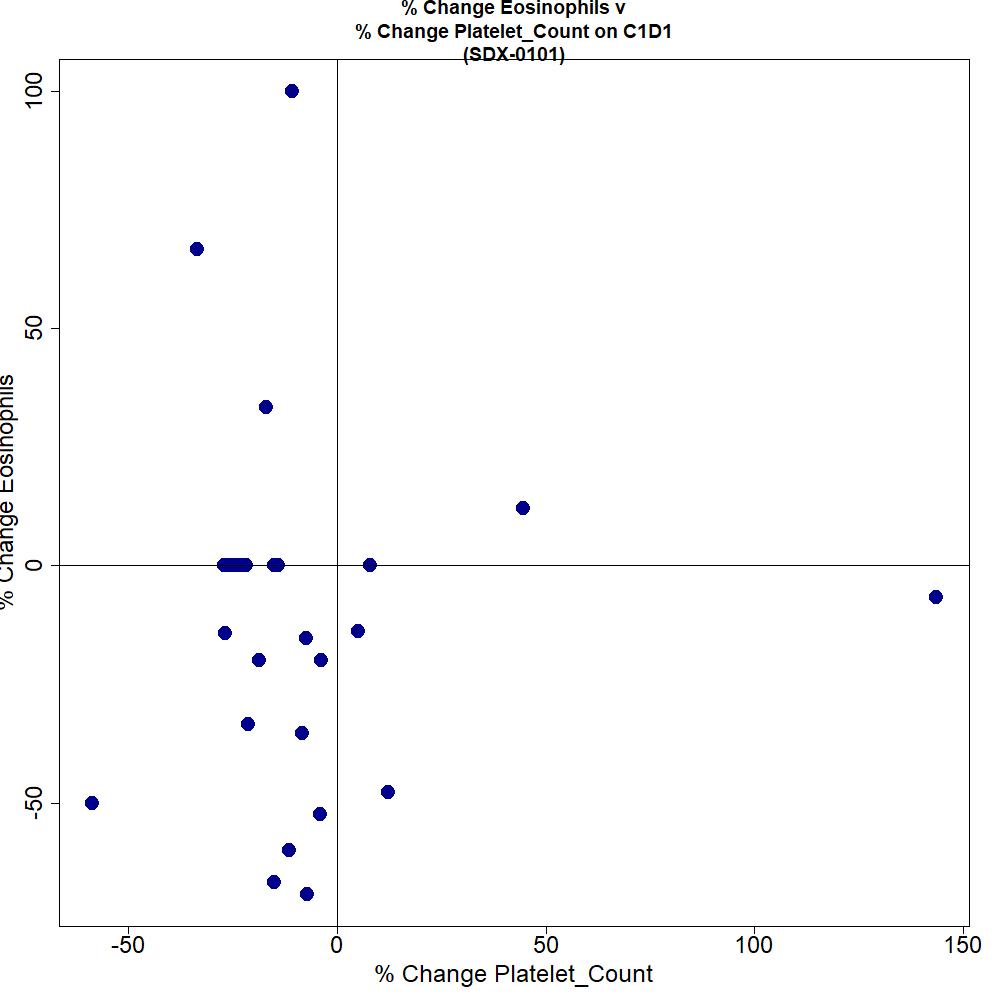 % Change Eosinophils v
% Change Platelet_Count on C1D1
(SDX-0101)
100
50
0
-50
% Change Eosinophils
-50 0 50 100 150
% Change Platelet_Count